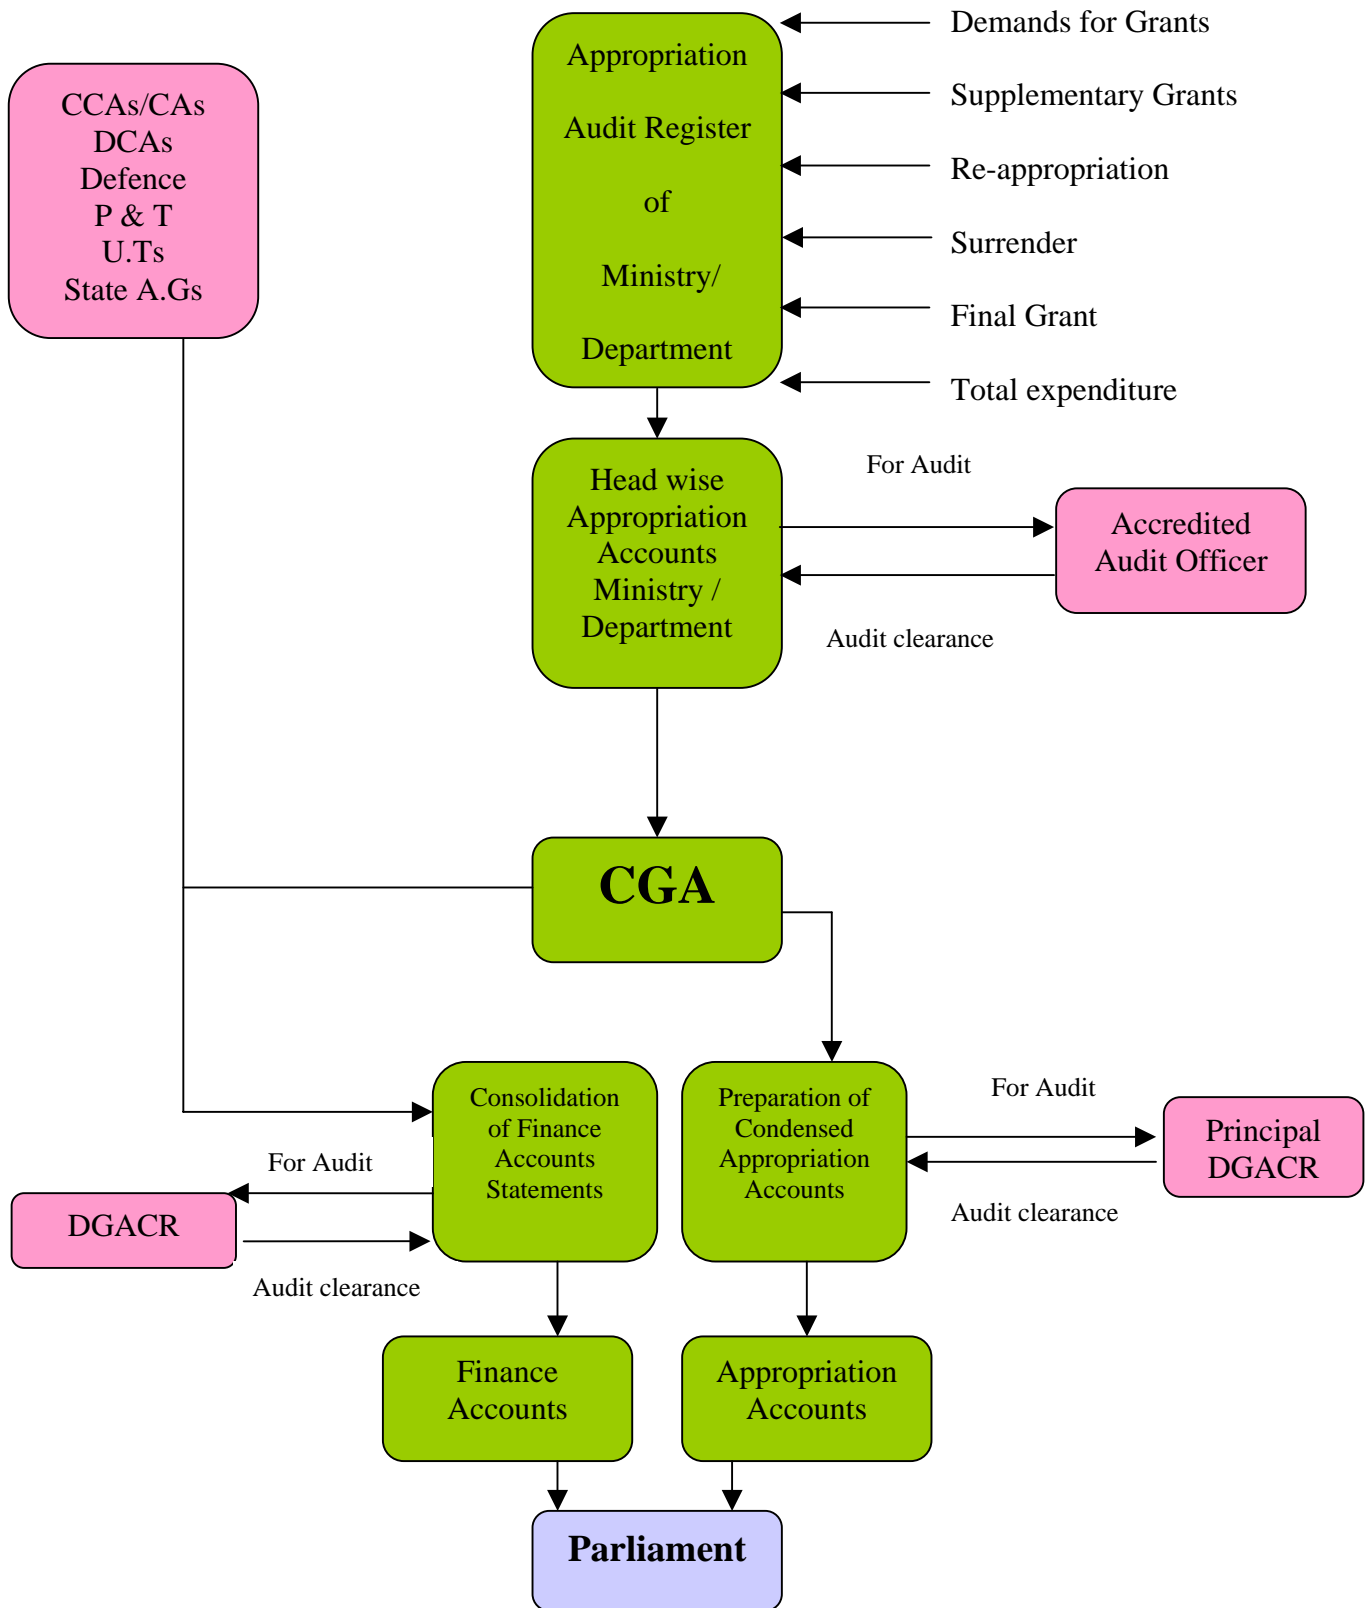 Demands for Grants
Supplementary Grants
Re-appropriation
Surrender
Final Grant
Total expenditure
Appropriation
Audit Register
of
Ministry/
Department
CCAs/CAs
DCAs
Defence
P & T
U.Ts
State A.Gs
Head wise
Appropriation
Accounts
Ministry /
Department
For Audit
Accredited
Audit Officer
Audit clearance
CGA
Consolidation
of Finance
Accounts
Statements
Preparation of
Condensed
Appropriation
Accounts
For Audit
Principal
DGACR
Audit clearance
For Audit
DGACR
Audit clearance
Finance
Accounts
Appropriation
Accounts
Parliament